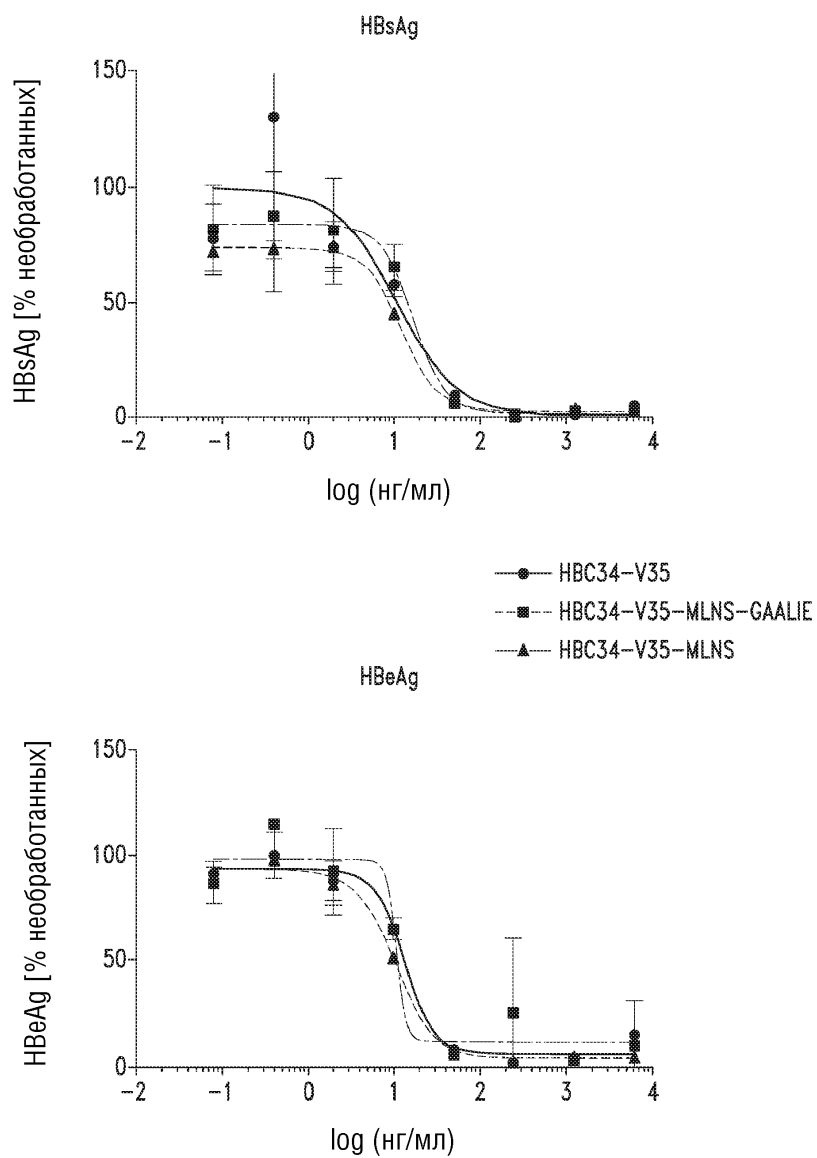 HBsAg
HBsAg [% необработанных]
150
100
50
0
-2 -1 0 1 2 3 4
log (нг/мл)
HBC34-V35
HBC34-V35-MLNS-GAALIE
HBC34-V35-MLNS
HBeAg
HBeAg [% необработанных]
150
100
50
0
-2 -1 0 1 2 3 4
log (нг/мл)